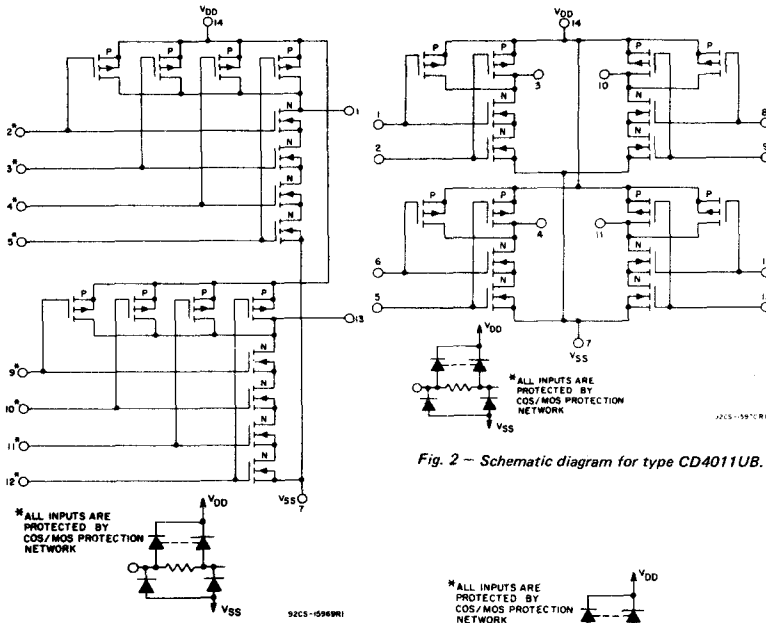 VDD
14
P P P P
N
1
2*
3*
N
4*
N
5*
N
P P P P
13
N
9*
N
10*
N
11*
N
12*
VSS
7
*ALL INPUTS ARE
PROTECTED BY
COS/MOS PROTECTION
NETWORK
VDD
VSS
92CS-15969R1
VDD
14
P P P P
3 10
1 N N 8
2 N N 9
P P P P
4 11
6 N N
5 N N
VSS
7
VDD
*ALL INPUTS ARE
PROTECTED BY
COS/MOS PROTECTION
NETWORK
VSS
Fig. 2 — Schematic diagram for type CD4011UB.
*ALL INPUTS ARE
PROTECTED BY
COS/MOS PROTECTION
NETWORK
VDD